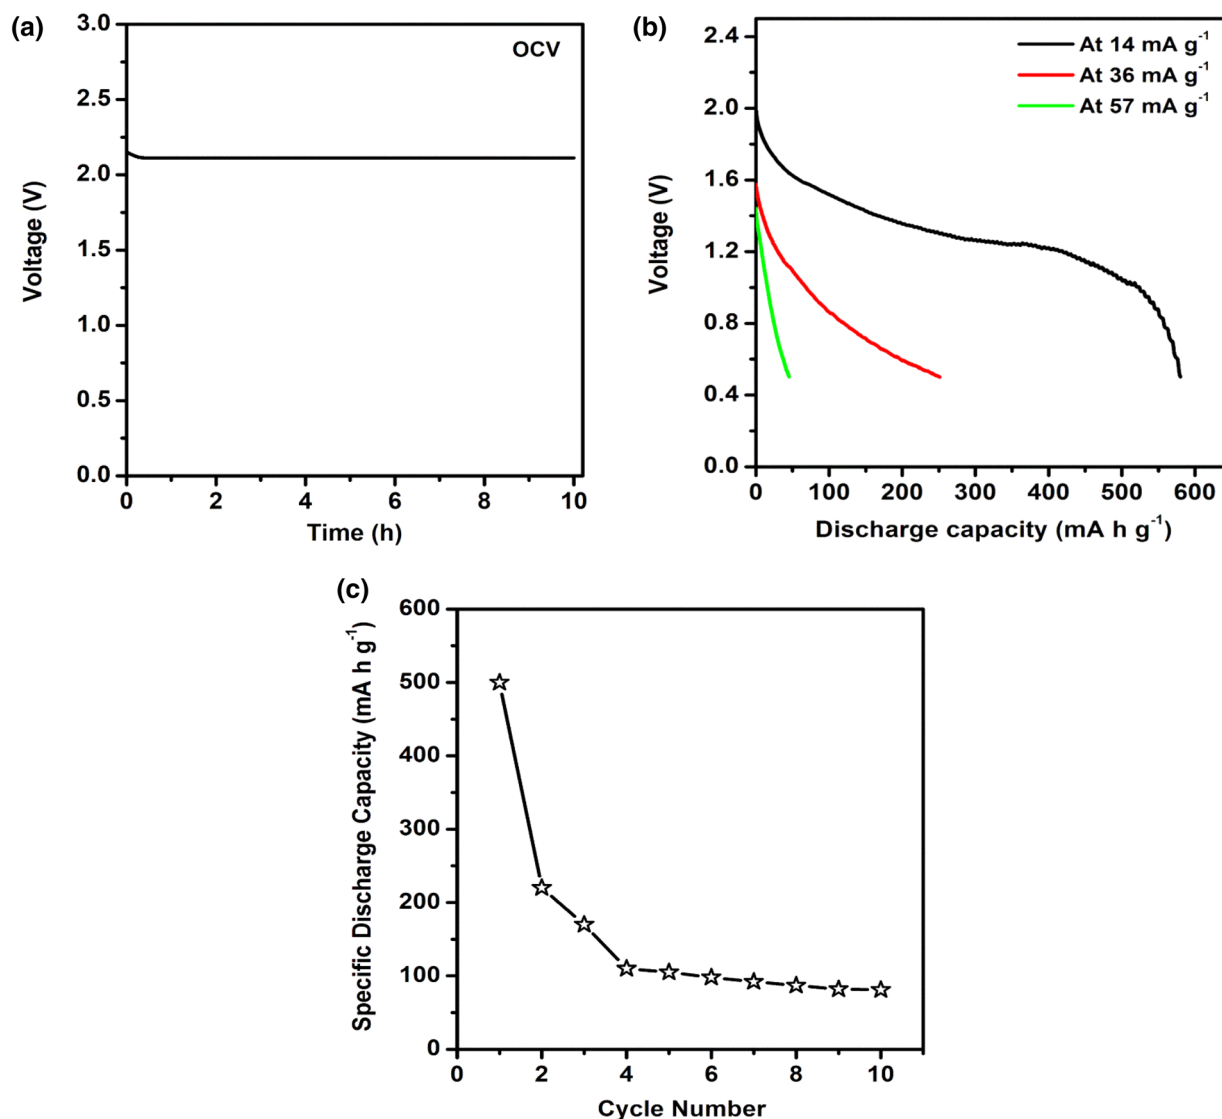 (a)
OCV
3.0
2.5
2.0
1.5
1.0
0.5
0.0
Voltage (V)
0 2 4 6 8 10
Time (h)
(b)
At 14 mA g⁻¹
At 36 mA g⁻¹
At 57 mA g⁻¹
2.4
2.0
1.6
1.2
0.8
0.4
0.0
Voltage (V)
0 100 200 300 400 500 600
Discharge capacity (mA h g⁻¹)
(c)
600
500
400
300
200
100
0
Specific Discharge Capacity (mA h g⁻¹)
0 2 4 6 8 10
Cycle Number